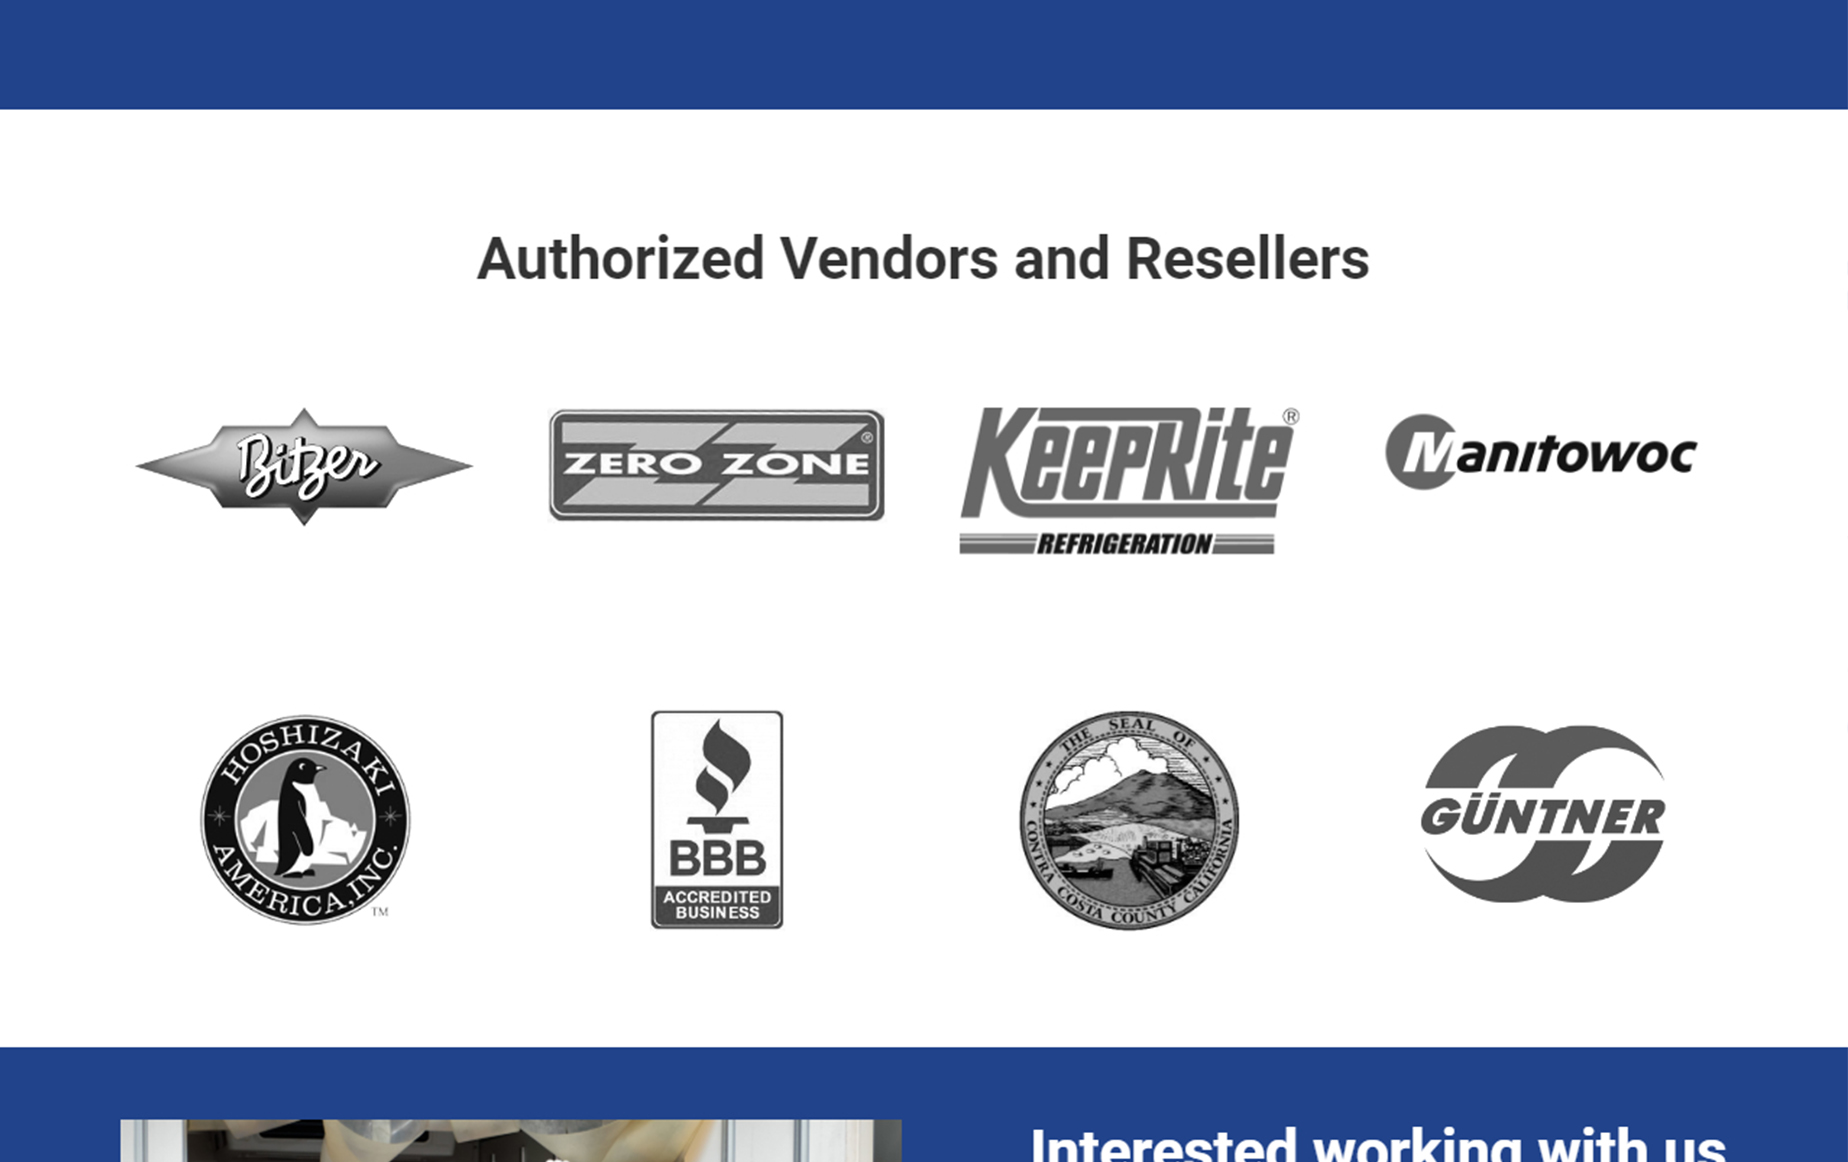 Authorized Vendors and Resellers
Bitzer
ZERO ZONE®
KeepRite®
REFRIGERATION
Manitowoc
HOSHIZAKI
AMERICA, INC.
TM
BBB
ACCREDITED
BUSINESS
THE SEAL OF
CONTRA COSTA COUNTY CALIFORNIA
GÜNTNER
Interested working with us